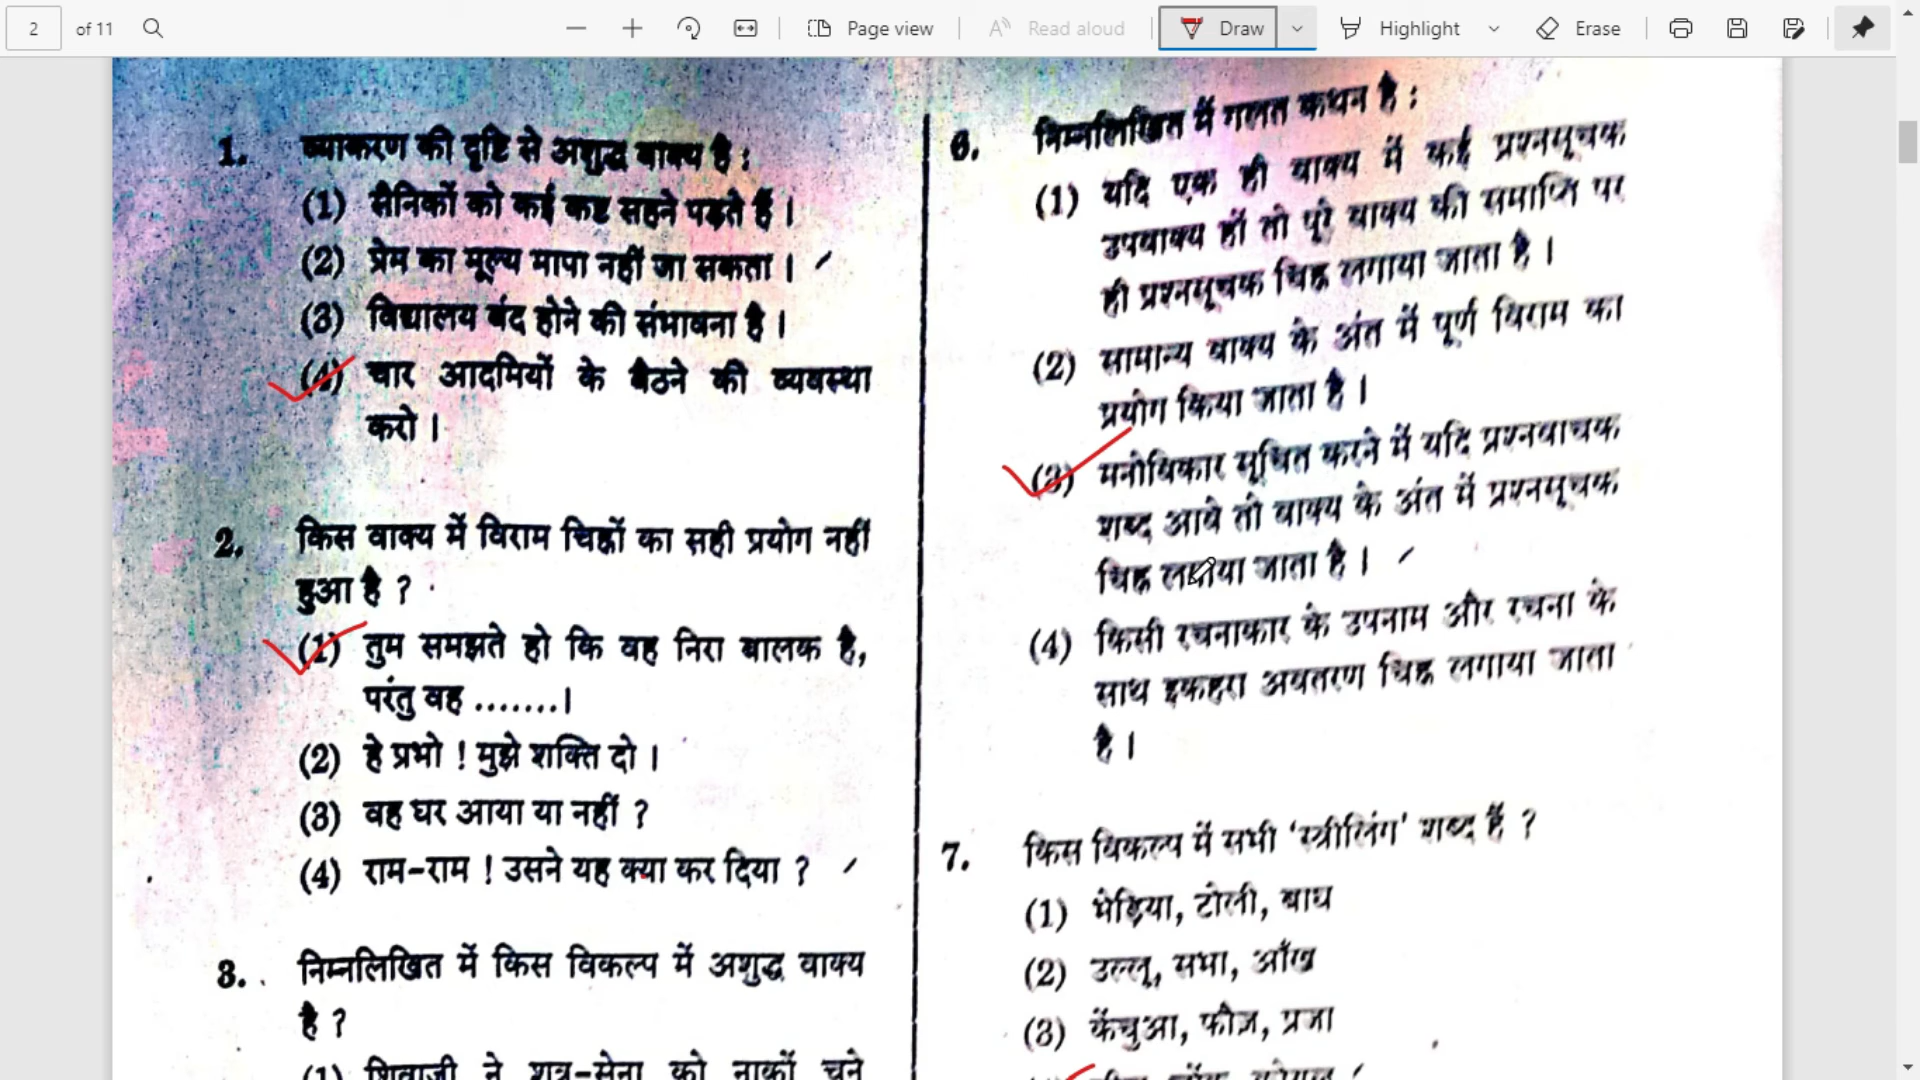 2 of 11 Page view Read aloud Draw Highlight Erase
1. व्याकरण की दृष्टि से अशुद्ध वाक्य है :
(1) सैनिकों को कई कष्ट सहने पड़ते हैं ।
(2) प्रेम का मूल्य मापा नहीं जा सकता ।
(3) विद्यालय बंद होने की संभावना है ।
(4) चार आदमियों के बैठने की व्यवस्था
करो ।
2. किस वाक्य में विराम चिह्नों का सही प्रयोग नहीं
हुआ है ?
(1) तुम समझते हो कि वह निरा बालक है,
परंतु वह .......।
(2) हे प्रभो ! मुझे शक्ति दो ।
(3) वह घर आया या नहीं ?
(4) राम-राम ! उसने यह क्या कर दिया ?
3. निम्नलिखित में किस विकल्प में अशुद्ध वाक्य
है ?
(1) शिवाजी ने शत्रु-सेना को नाकों चने
6. निम्नलिखित में गलत कथन है :
(1) यदि एक ही वाक्य में कई प्रश्नसूचक
उपवाक्य हों तो पूरे वाक्य की समाप्ति पर
ही प्रश्नसूचक चिह्न लगाया जाता है ।
(2) सामान्य वाक्य के अंत में पूर्ण विराम का
प्रयोग किया जाता है ।
(3) मनोविकार सूचित करने में यदि प्रश्नवाचक
शब्द आवे तो वाक्य के अंत में प्रश्नसूचक
चिह्न लगाया जाता है ।
(4) किसी रचनाकार के उपनाम और रचना के
साथ इकहरा अवतरण चिह्न लगाया जाता
है ।
7. किस विकल्प में सभी ‘स्त्रीलिंग’ शब्द हैं ?
(1) भेड़िया, टोली, बाघ
(2) उल्लू, सभा, आँख
(3) केंचुआ, फौज, प्रजा